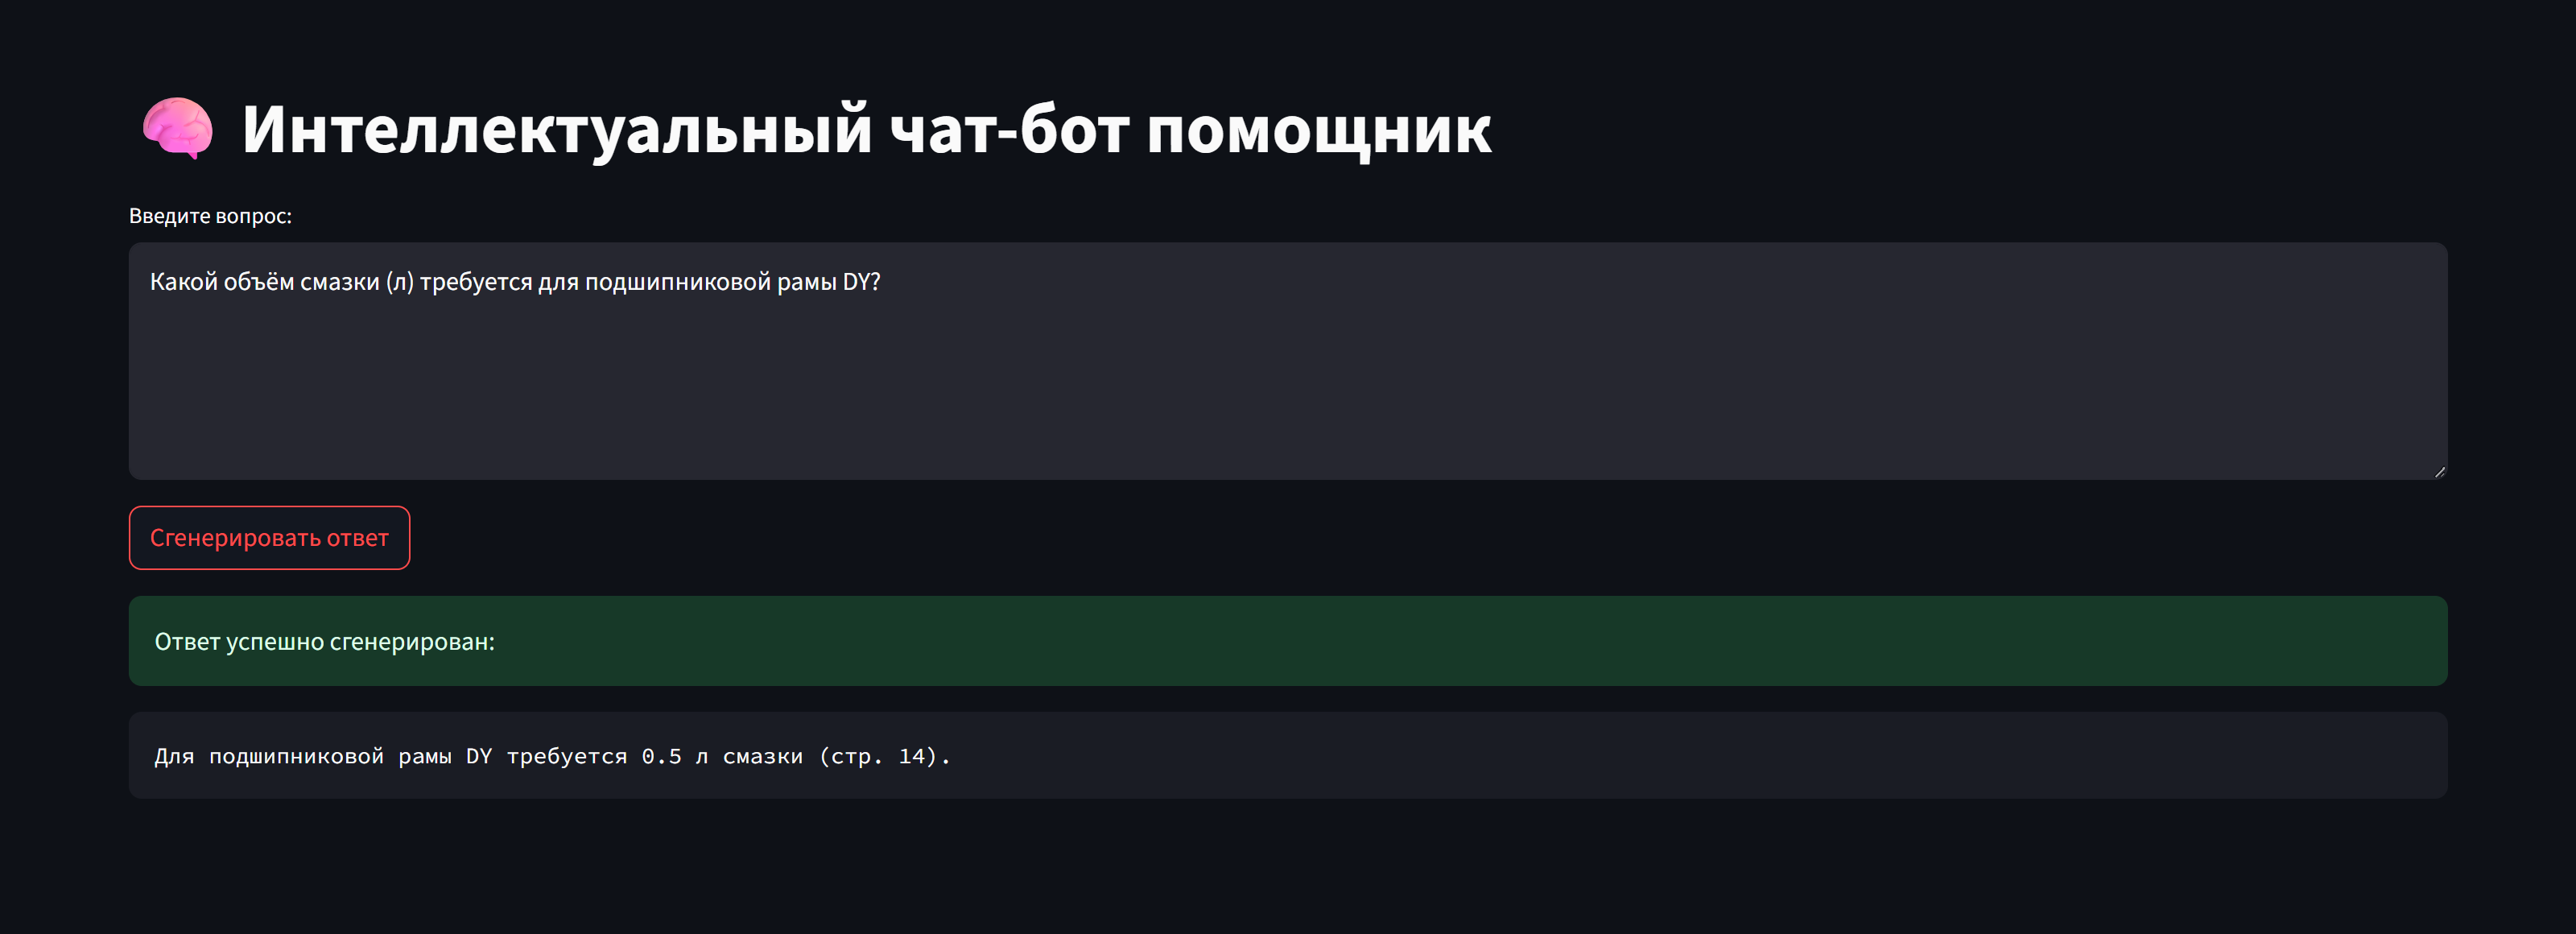 Интеллектуальный чат-бот помощник
Введите вопрос:
Какой объём смазки (л) требуется для подшипниковой рамы DY?
Сгенерировать ответ
Ответ успешно сгенерирован:
Для подшипниковой рамы DY требуется 0.5 л смазки (стр. 14).